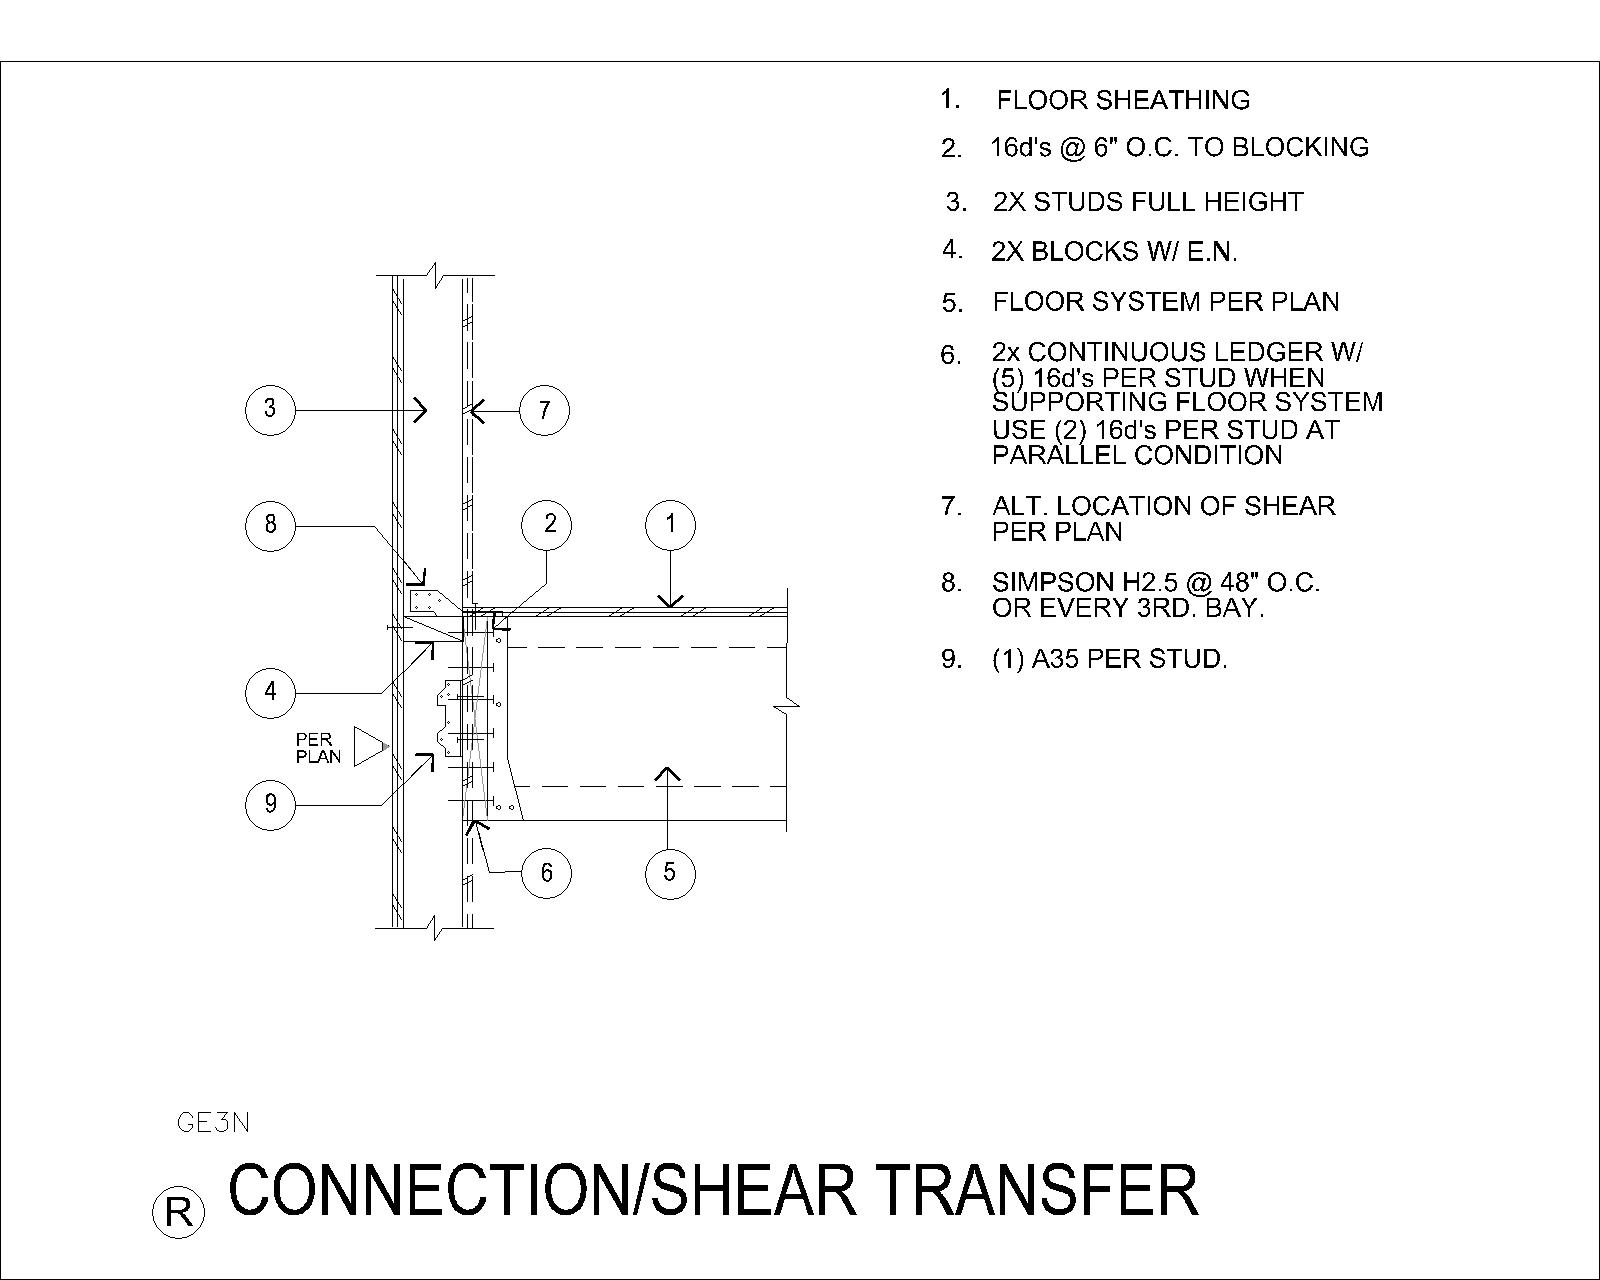 1. FLOOR SHEATHING
2. 16d's @ 6" O.C. TO BLOCKING
3. 2X STUDS FULL HEIGHT
4. 2X BLOCKS W/ E.N.
5. FLOOR SYSTEM PER PLAN
6. 2x CONTINUOUS LEDGER W/
(5) 16d's PER STUD WHEN
SUPPORTING FLOOR SYSTEM
USE (2) 16d's PER STUD AT
PARALLEL CONDITION
7. ALT. LOCATION OF SHEAR
PER PLAN
8. SIMPSON H2.5 @ 48" O.C.
OR EVERY 3RD. BAY.
9. (1) A35 PER STUD.
3
7
8
2
1
4
PER
PLAN
9
6
5
GE3N
R CONNECTION/SHEAR TRANSFER